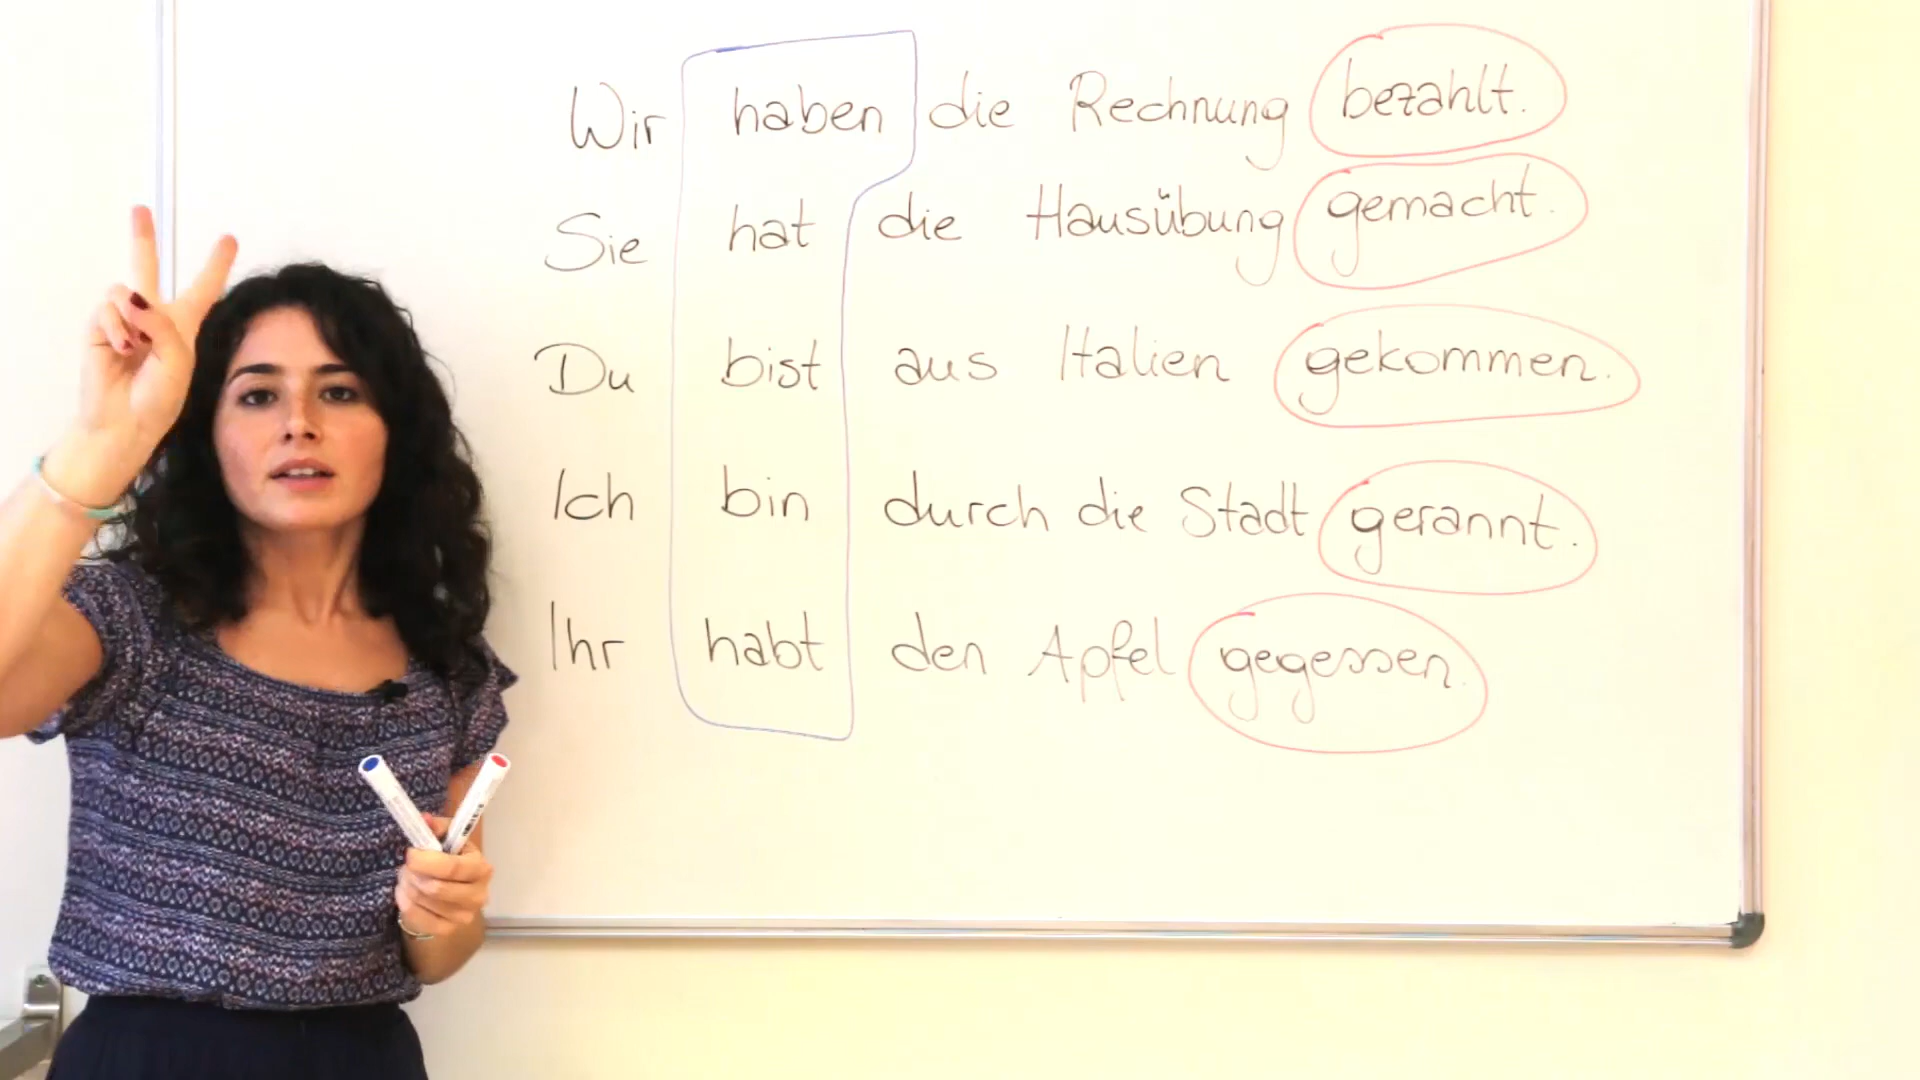 Wir haben die Rechnung bezahlt.
Sie hat die Hausübung gemacht.
Du bist aus Italien gekommen.
Ich bin durch die Stadt gerannt.
Ihr habt den Apfel gegessen.